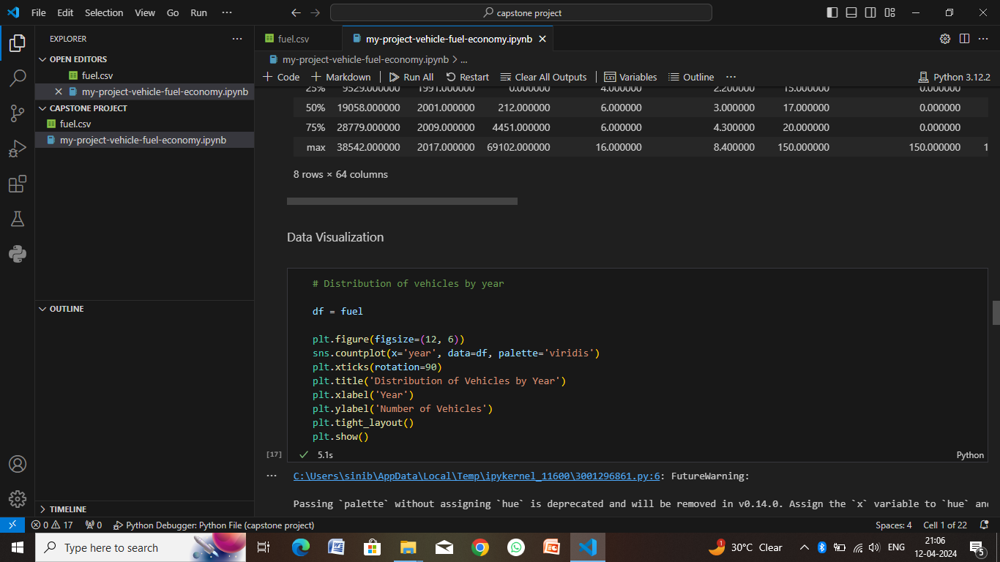 File Edit Selection View Go Run ···
capstone project
EXPLORER
OPEN EDITORS
fuel.csv
my-project-vehicle-fuel-economy.ipynb
CAPSTONE PROJECT
fuel.csv
my-project-vehicle-fuel-economy.ipynb
OUTLINE
TIMELINE
fuel.csv
my-project-vehicle-fuel-economy.ipynb
my-project-vehicle-fuel-economy.ipynb > ...
+ Code + Markdown | Run All Restart Clear All Outputs | Variables Outline ···
Python 3.12.2
25% 9529.000000 1991.000000 0.000000 4.000000 2.200000 15.000000 0.000000
50% 19058.000000 2001.000000 212.000000 6.000000 3.000000 17.000000 0.000000
75% 28779.000000 2009.000000 4451.000000 6.000000 4.300000 20.000000 0.000000
max 38542.000000 2017.000000 69102.000000 16.000000 8.400000 150.000000 150.000000 1
8 rows × 64 columns
Data Visualization
# Distribution of vehicles by year
df = fuel
plt.figure(figsize=(12, 6))
sns.countplot(x='year', data=df, palette='viridis')
plt.xticks(rotation=90)
plt.title('Distribution of Vehicles by Year')
plt.xlabel('Year')
plt.ylabel('Number of Vehicles')
plt.tight_layout()
plt.show()
[17] 5.1s
Python
C:\Users\sinib\AppData\Local\Temp\ipykernel_11600\3001296861.py:6: FutureWarning:
Passing `palette` without assigning `hue` is deprecated and will be removed in v0.14.0. Assign the `x` variable to `hue` and
0 17 0 Python Debugger: Python File (capstone project)
Spaces: 4 Cell 1 of 22
Type here to search
30°C Clear
ENG
21:06
12-04-2024
5